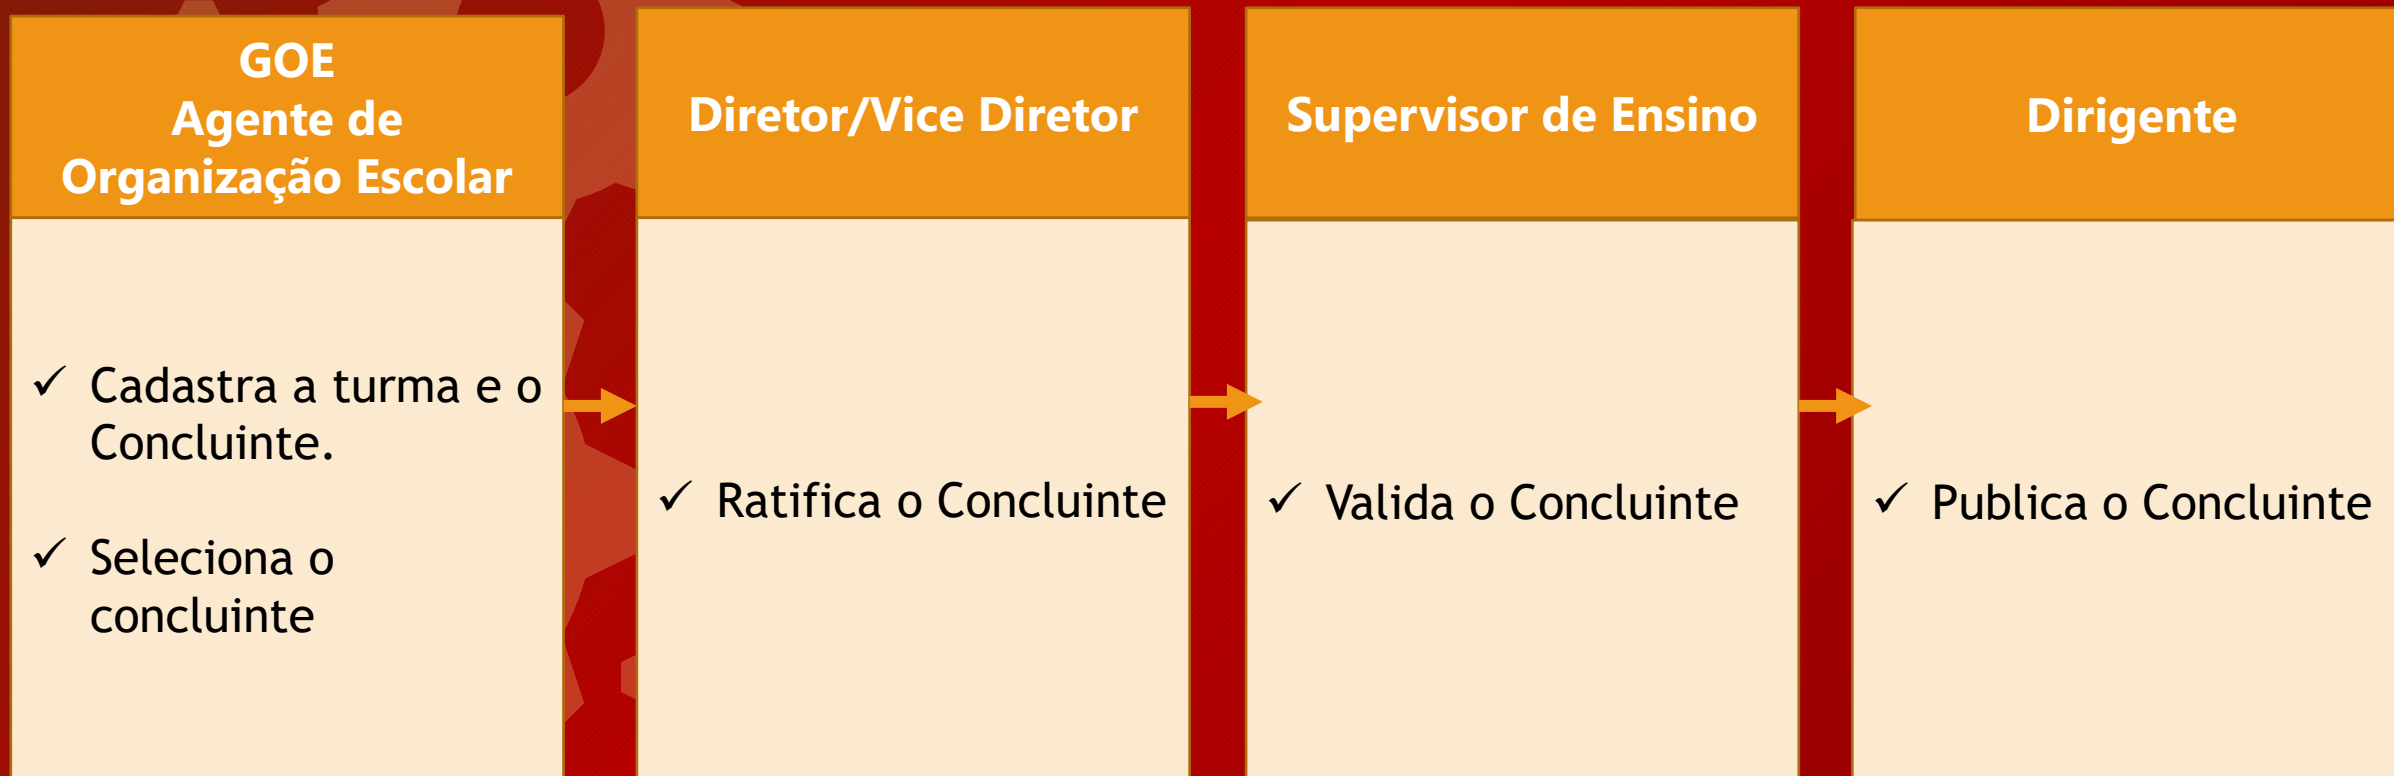 GOE
Agente de
Organização Escolar
✓ Cadastra a turma e o
Concluinte.
✓ Seleciona o
concluinte
Diretor/Vice Diretor
✓ Ratifica o Concluinte
Supervisor de Ensino
✓ Valida o Concluinte
Dirigente
✓ Publica o Concluinte